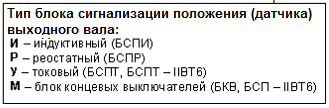 Тип блока сигнализации положения (датчика)
выходного вала:
И – индуктивный (БСПИ)
Р – реостатный (БСПР)
У – токовый (БСПТ, БСПТ – IIВТ6)
М – блок концевых выключателей (БКВ, БСП – IIВТ6)